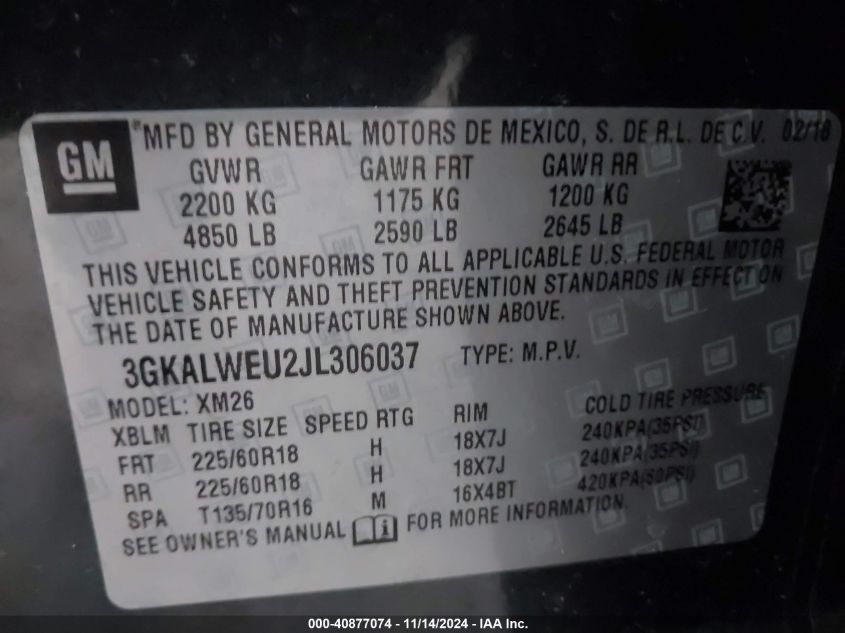 GM
MFD BY GENERAL MOTORS DE MEXICO, S. DE R.L. DE C.V. 02/18
GVWR GAWR FRT GAWR RR
2200 KG 1175 KG 1200 KG
4850 LB 2590 LB 2645 LB
THIS VEHICLE CONFORMS TO ALL APPLICABLE U.S. FEDERAL MOTOR
VEHICLE SAFETY AND THEFT PREVENTION STANDARDS IN EFFECT ON
THE DATE OF MANUFACTURE SHOWN ABOVE.
3GKALWEU2JL306037 TYPE: M.P.V.
MODEL: XM26
XBLM TIRE SIZE SPEED RTG RIM COLD TIRE PRESSURE
FRT 225/60R18 H 18X7J 240KPA(35PSI)
RR 225/60R18 H 18X7J 240KPA(35PSI)
SPA T135/70R16 M 16X4BT 420KPA(60PSI)
SEE OWNER'S MANUAL i FOR MORE INFORMATION.
000-40877074 - 11/14/2024 - IAA Inc.